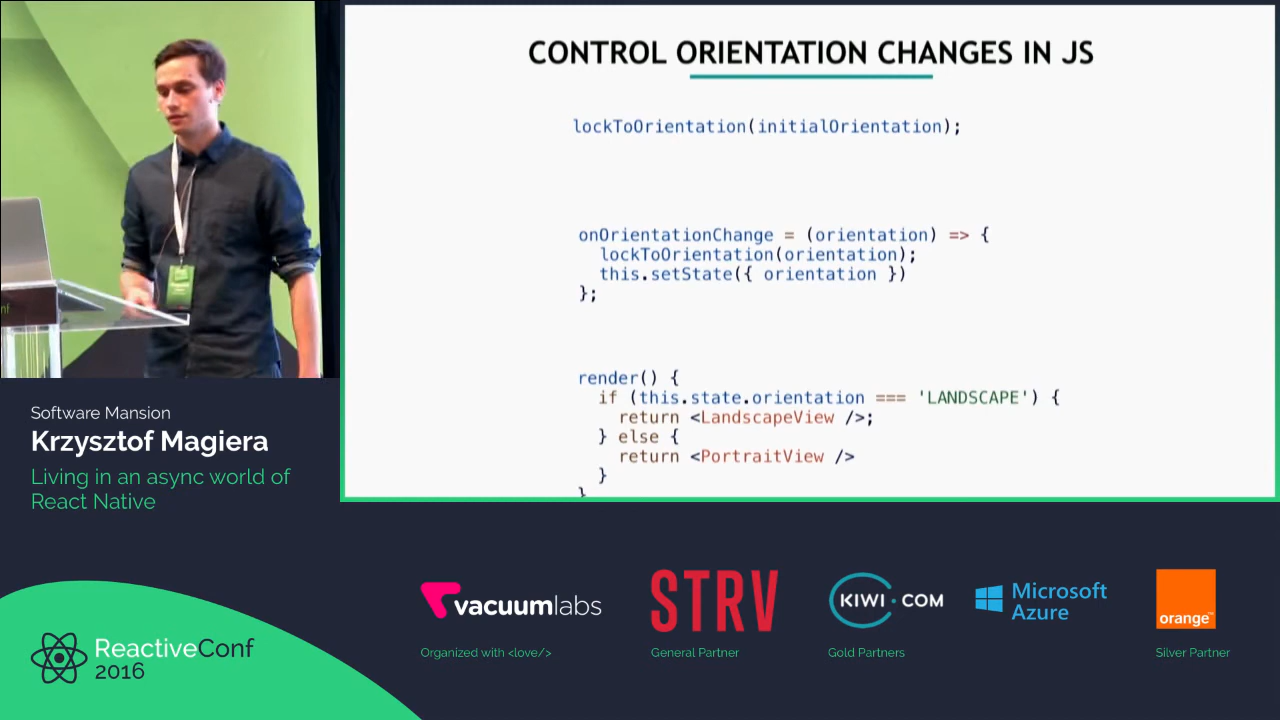 CONTROL ORIENTATION CHANGES IN JS
lockToOrientation(initialOrientation);
onOrientationChange = (orientation) => {
lockToOrientation(orientation);
this.setState({ orientation })
};
render() {
if (this.state.orientation === 'LANDSCAPE') {
return <LandscapeView />;
} else {
return <PortraitView />
}
}
Software Mansion
Krzysztof Magiera
Living in an async world of
React Native
ReactiveConf
2016
vacuumlabs
Organized with <love/>
STRV
General Partner
KIWI.COM
Gold Partners
Microsoft
Azure
orange™
Silver Partner